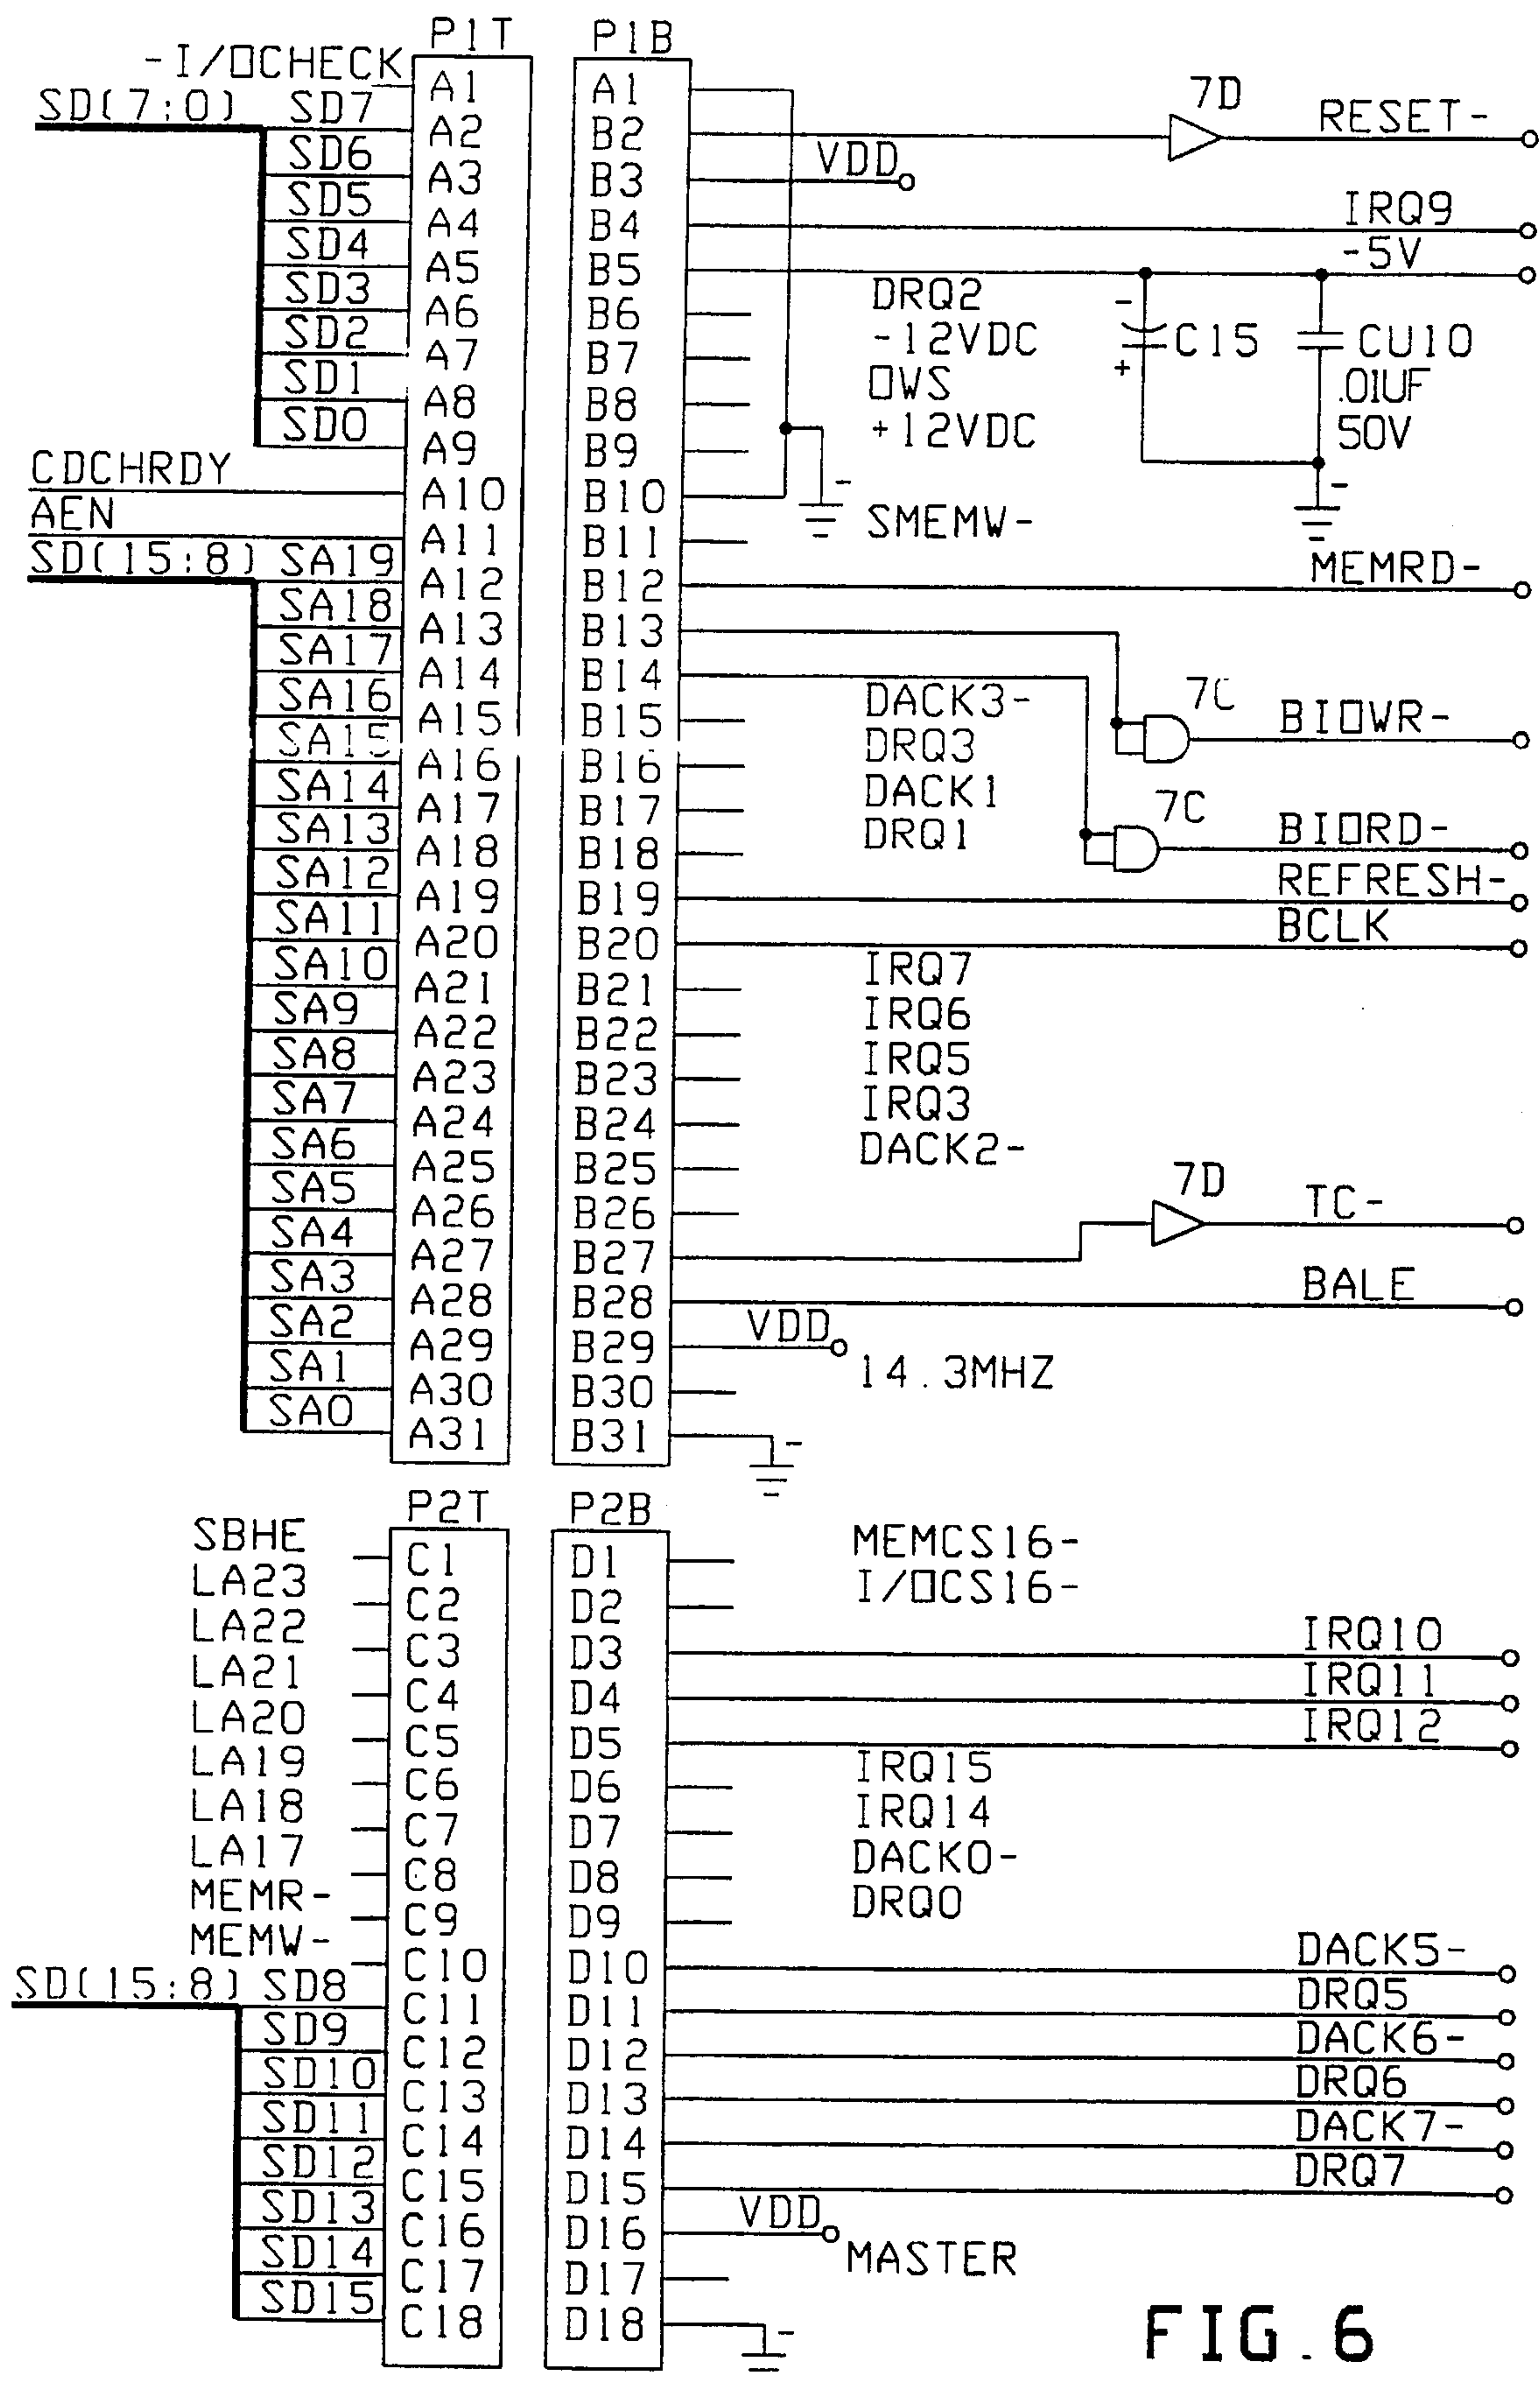 P1T P1B
-I/OCHECK A1 A1
SD(7:0) SD7 A2 B2 7D RESET-
SD6 A3 B3 VDD
SD5 A4 B4 IRQ9
SD4 A5 B5 -5V
SD3 A6 B6 DRQ2
SD2 A7 B7 -12VDC - + C15 CU10
SD1 A8 B8 OWS .01UF
SD0 A9 B9 +12VDC 50V
CDCHRDY A10 B10 - -
AEN A11 B11 SMEMW-
SD(15:8) SA19 A12 B12 MEMRD-
SA18 A13 B13
SA17 A14 B14
SA16 A15 B15 DACK3- 7C BIOWR-
SA15 A16 B16 DRQ3
SA14 A17 B17 DACK1
SA13 A18 B18 DRQ1 7C BIORD-
SA12 A19 B19 REFRESH-
SA11 A20 B20 BCLK
SA10 A21 B21 IRQ7
SA9 A22 B22 IRQ6
SA8 A23 B23 IRQ5
SA7 A24 B24 IRQ3
SA6 A25 B25 DACK2-
SA5 A26 B26 7D TC-
SA4 A27 B27
SA3 A28 B28 BALE
SA2 A29 B29 VDD
SA1 A30 B30 14.3MHZ
SA0 A31 B31 -
P2T P2B
SBHE C1 D1 MEMCS16-
LA23 C2 D2 I/OCS16-
LA22 C3 D3 IRQ10
LA21 C4 D4 IRQ11
LA20 C5 D5 IRQ12
LA19 C6 D6 IRQ15
LA18 C7 D7 IRQ14
LA17 C8 D8 DACK0-
MEMR- C9 D9 DRQ0
MEMW- C10 D10 DACK5-
SD(15:8) SD8 C11 D11 DRQ5
SD9 C12 D12 DACK6-
SD10 C13 D13 DRQ6
SD11 C14 D14 DACK7-
SD12 C15 D15 DRQ7
SD13 C16 D16 VDD
SD14 C17 D17 MASTER
SD15 C18 D18 -
FIG.6